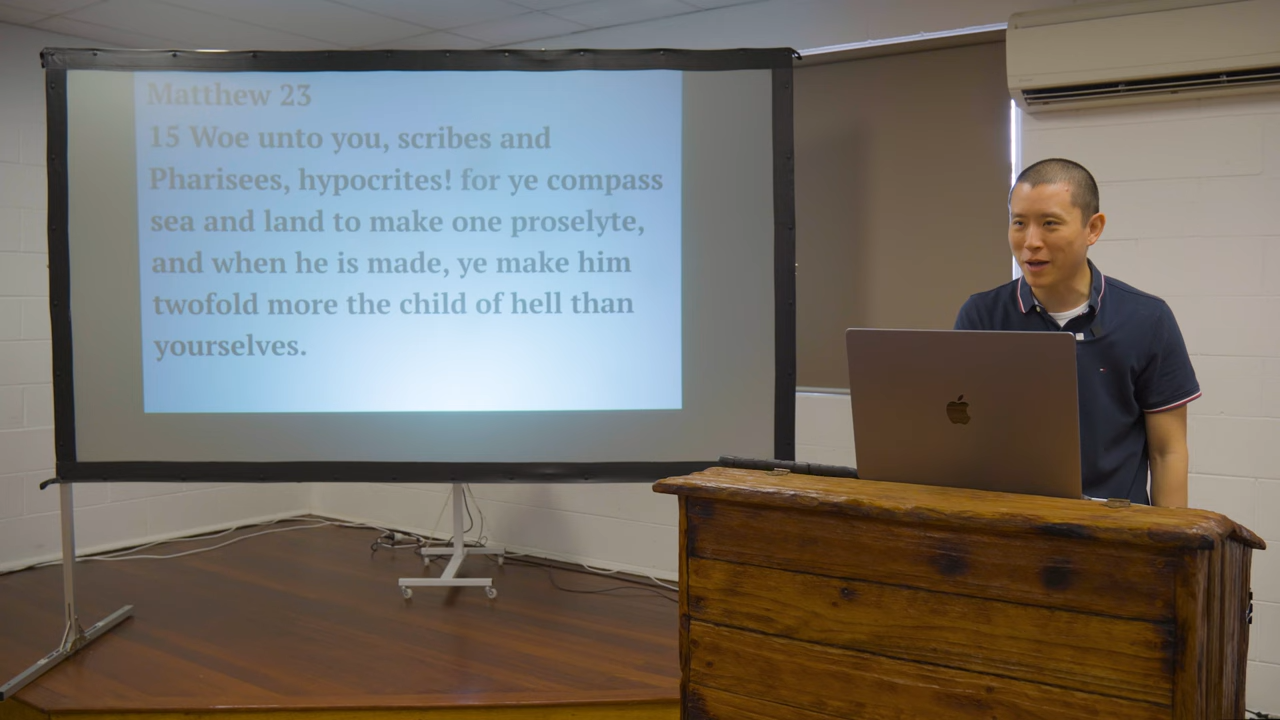 Matthew 23
15 Woe unto you, scribes and
Pharisees, hypocrites! for ye compass
sea and land to make one proselyte,
and when he is made, ye make him
twofold more the child of hell than
yourselves.